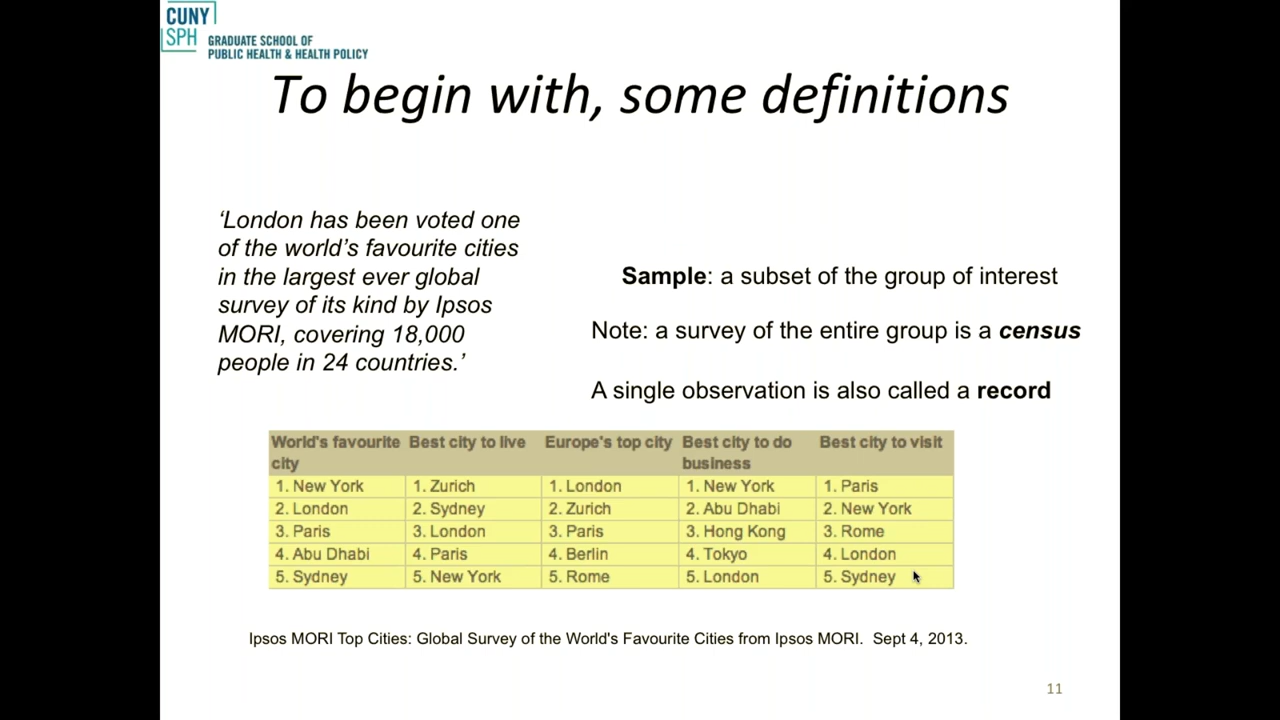 CUNY
SPH
GRADUATE SCHOOL OF
PUBLIC HEALTH & HEALTH POLICY
To begin with, some definitions
‘London has been voted one
of the world’s favourite cities
in the largest ever global
survey of its kind by Ipsos
MORI, covering 18,000
people in 24 countries.’
Sample: a subset of the group of interest
Note: a survey of the entire group is a census
A single observation is also called a record
World's favourite city Best city to live Europe's top city Best city to do business Best city to visit
1. New York 1. Zurich 1. London 1. New York 1. Paris
2. London 2. Sydney 2. Zurich 2. Abu Dhabi 2. New York
3. Paris 3. London 3. Paris 3. Hong Kong 3. Rome
4. Abu Dhabi 4. Paris 4. Berlin 4. Tokyo 4. London
5. Sydney 5. New York 5. Rome 5. London 5. Sydney
Ipsos MORI Top Cities: Global Survey of the World's Favourite Cities from Ipsos MORI. Sept 4, 2013.
11